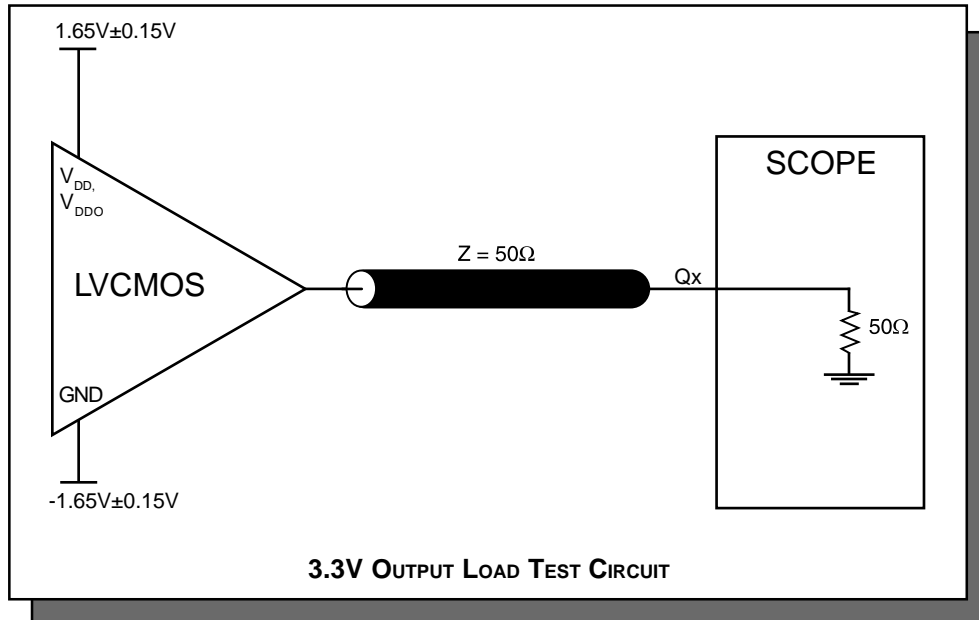 1.65V±0.15V
SCOPE
VDD,
VDDO
Z = 50Ω
LVCMOS
Qx
50Ω
GND
-1.65V±0.15V
3.3V OUTPUT LOAD TEST CIRCUIT